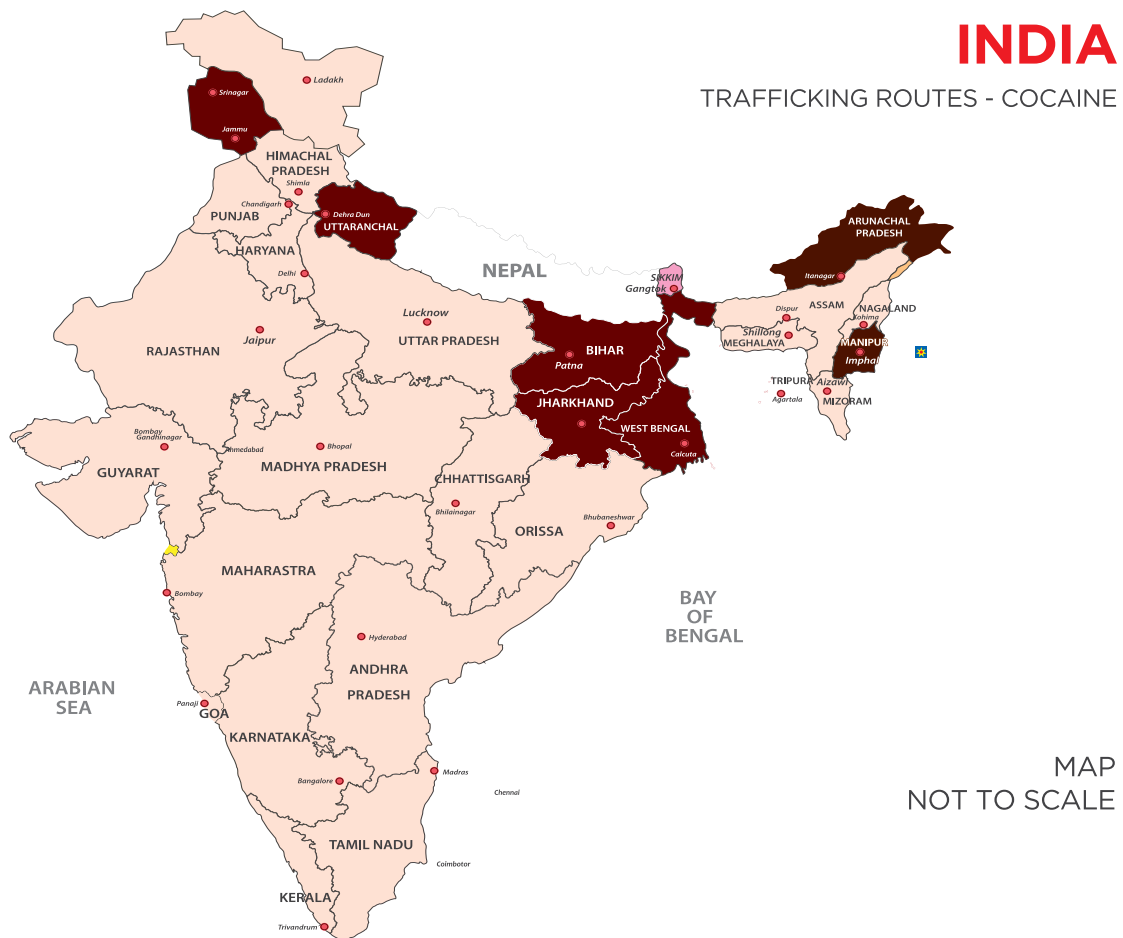 INDIA
TRAFFICKING ROUTES - COCAINE
Ladakh
Srinagar
Jammu
HIMACHAL
PRADESH
Shimla
Chandigarh
PUNJAB
Dehra Dun
UTTARANCHAL
HARYANA
Delhi
NEPAL
ARUNACHAL
PRADESH
Itanagar
SIKKIM
Gangtok
ASSAM
NAGALAND
Dispur
Kohima
Shillong
MEGHALAYA
MANIPUR
Imphal
Lucknow
UTTAR PRADESH
Jaipur
RAJASTHAN
BIHAR
Patna
TRIPURA
Agartala
Aizawi
MIZORAM
JHARKHAND
WEST BENGAL
Calcuta
Bombay
Gandhinagar
Ahmedabad
GUYARAT
Bhopal
MADHYA PRADESH
CHHATTISGARH
Bhilainagar
ORISSA
Bhubaneshwar
MAHARASTRA
Bombay
BAY
OF
BENGAL
Hyderabad
ANDHRA
PRADESH
ARABIAN
SEA
Panaji
GOA
KARNATAKA
Bangalore
Madras
Chennal
MAP
NOT TO SCALE
TAMIL NADU
Coimbotor
KERALA
Trivandrum